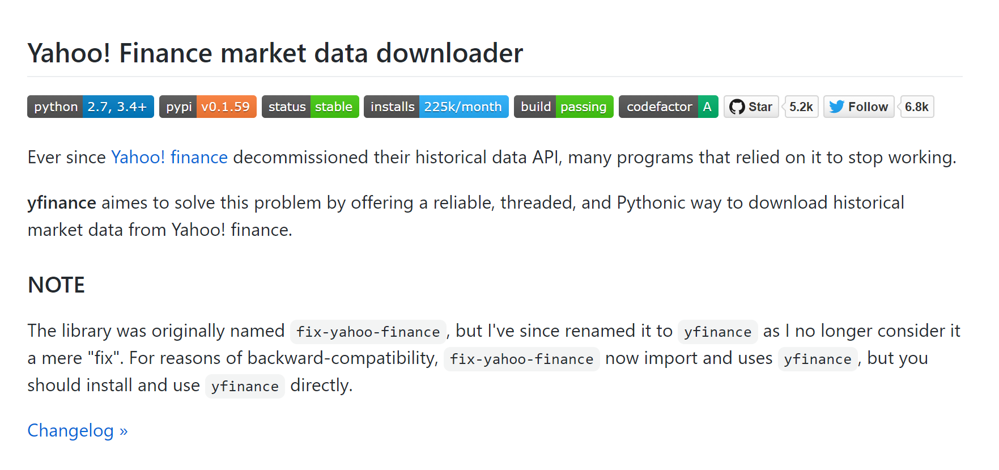 Yahoo! Finance market data downloader
python 2.7, 3.4+ pypi v0.1.59 status stable installs 225k/month build passing codefactor A Star 5.2k Follow 6.8k
Ever since Yahoo! finance decommissioned their historical data API, many programs that relied on it to stop working.
yfinance aimes to solve this problem by offering a reliable, threaded, and Pythonic way to download historical
market data from Yahoo! finance.
NOTE
The library was originally named fix-yahoo-finance, but I've since renamed it to yfinance as I no longer consider it
a mere "fix". For reasons of backward-compatibility, fix-yahoo-finance now import and uses yfinance, but you
should install and use yfinance directly.
Changelog »